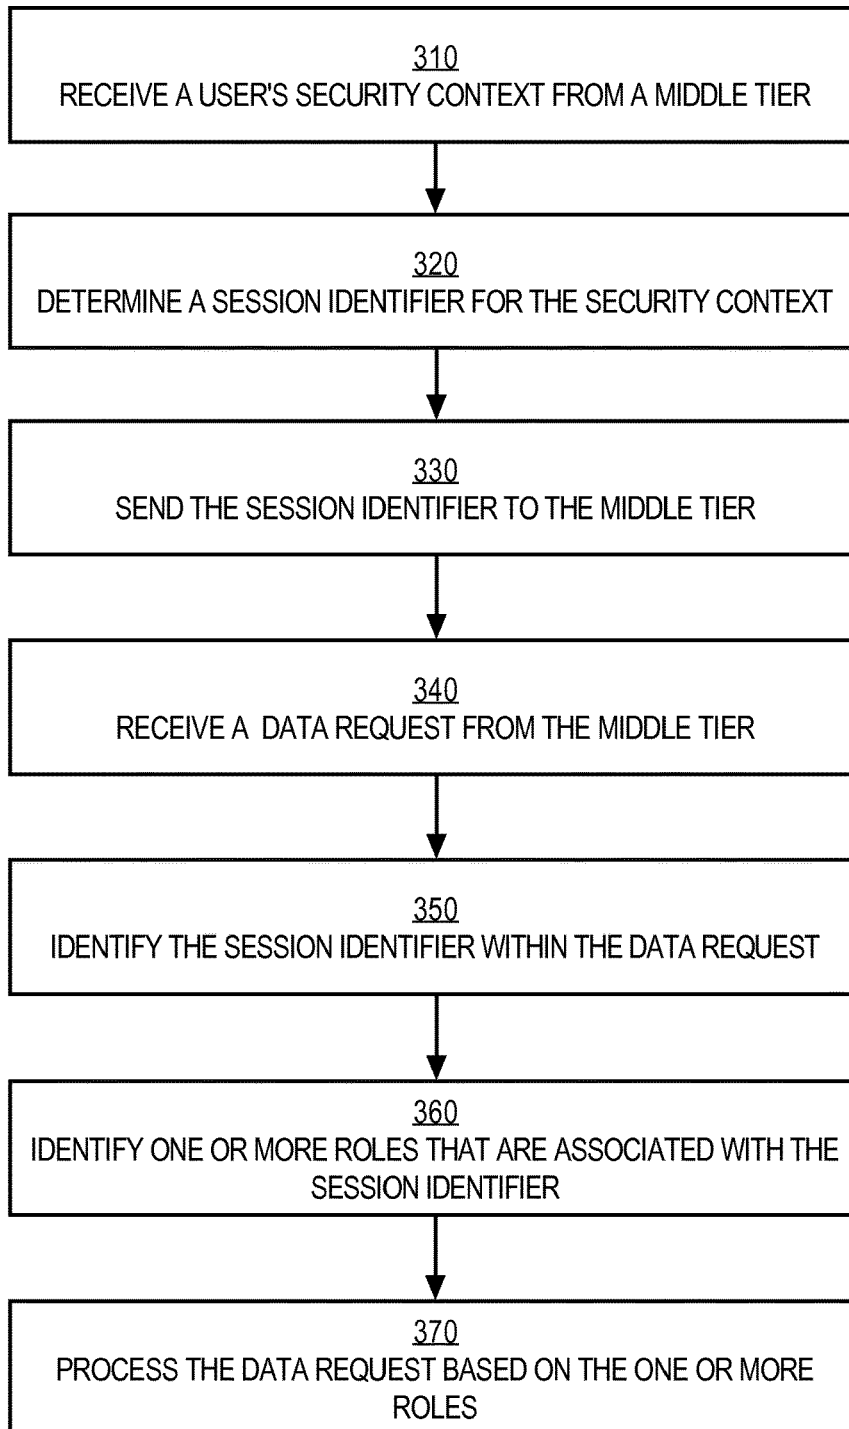 310
RECEIVE A USER'S SECURITY CONTEXT FROM A MIDDLE TIER
320
DETERMINE A SESSION IDENTIFIER FOR THE SECURITY CONTEXT
330
SEND THE SESSION IDENTIFIER TO THE MIDDLE TIER
340
RECEIVE A DATA REQUEST FROM THE MIDDLE TIER
350
IDENTIFY THE SESSION IDENTIFIER WITHIN THE DATA REQUEST
360
IDENTIFY ONE OR MORE ROLES THAT ARE ASSOCIATED WITH THE
SESSION IDENTIFIER
370
PROCESS THE DATA REQUEST BASED ON THE ONE OR MORE
ROLES